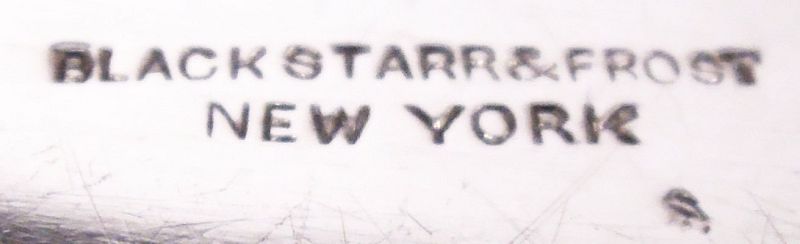 BLACK STARR & FROST
NEW YORK